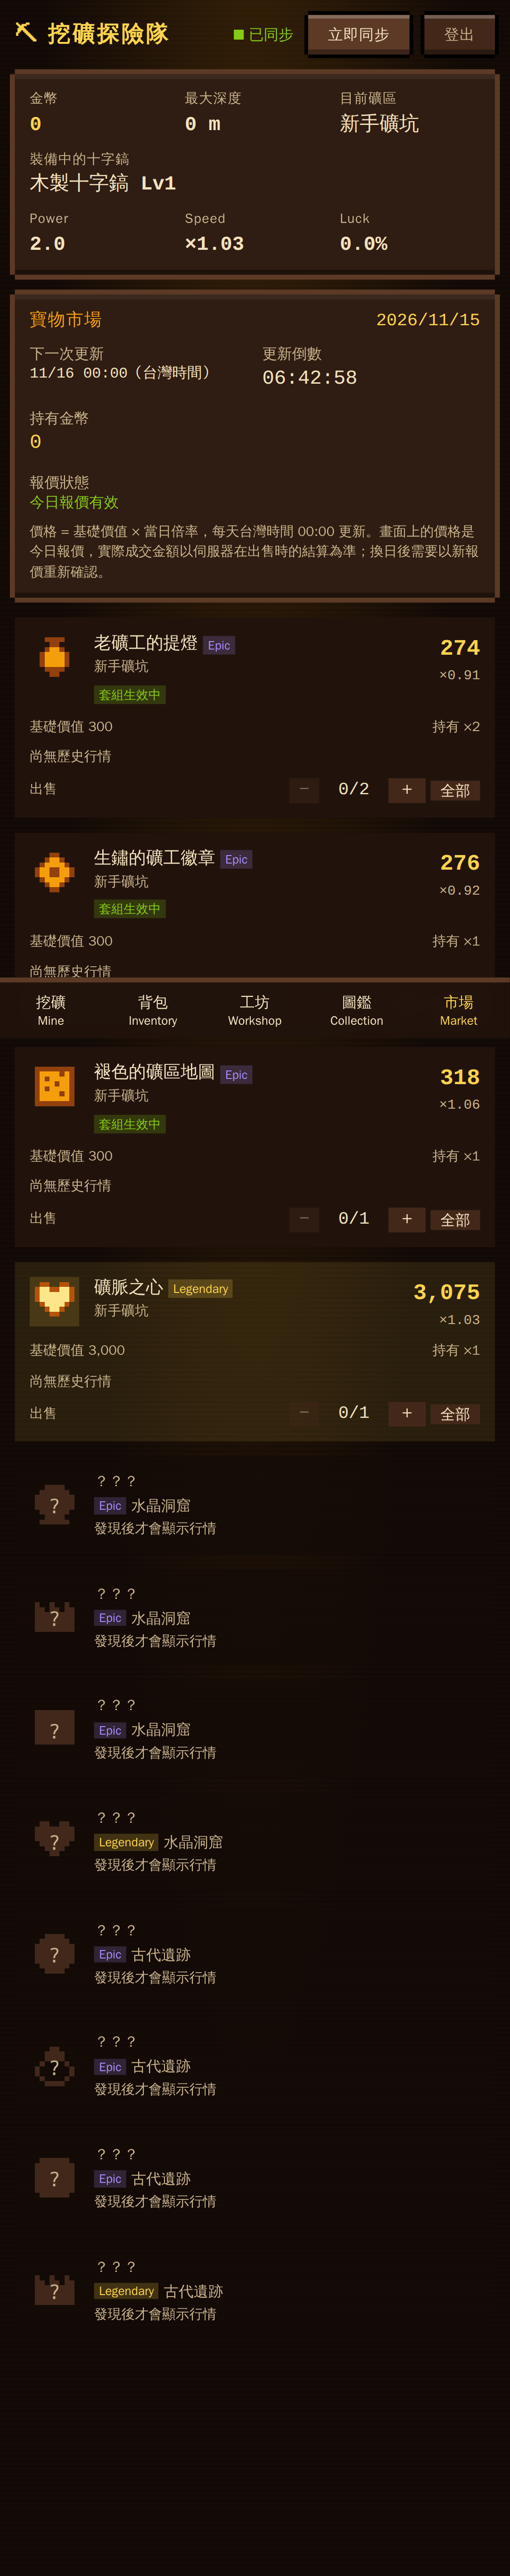 挖礦探險隊
已同步
立即同步
登出
金幣
最大深度
目前礦區
0
0 m
新手礦坑
裝備中的十字鎬
木製十字鎬 Lv1
Power
Speed
Luck
2.0
×1.03
0.0%
寶物市場
2026/11/15
下一次更新
更新倒數
11/16 00:00 (台灣時間)
06:42:58
持有金幣
0
報價狀態
今日報價有效
價格 = 基礎價值 × 當日倍率，每天台灣時間 00:00 更新。畫面上的價格是
今日報價，實際成交金額以伺服器在出售時的結算為準；換日後需要以新報
價重新確認。
老礦工的提燈 Epic
274
新手礦坑
×0.91
套組生效中
基礎價值 300
持有 ×2
尚無歷史行情
出售
− 0/2 + 全部
生鏽的礦工徽章 Epic
276
新手礦坑
×0.92
套組生效中
基礎價值 300
持有 ×1
尚無歷史行情
挖礦
背包
工坊
圖鑑
市場
Mine
Inventory
Workshop
Collection
Market
褪色的礦區地圖 Epic
318
新手礦坑
×1.06
套組生效中
基礎價值 300
持有 ×1
尚無歷史行情
出售
− 0/1 + 全部
礦脈之心 Legendary
3,075
新手礦坑
×1.03
基礎價值 3,000
持有 ×1
尚無歷史行情
出售
− 0/1 + 全部
？？？
?
Epic 水晶洞窟
發現後才會顯示行情
？？？
?
Epic 水晶洞窟
發現後才會顯示行情
？？？
?
Epic 水晶洞窟
發現後才會顯示行情
？？？
?
Legendary 水晶洞窟
發現後才會顯示行情
？？？
?
Epic 古代遺跡
發現後才會顯示行情
？？？
?
Epic 古代遺跡
發現後才會顯示行情
？？？
?
Epic 古代遺跡
發現後才會顯示行情
？？？
?
Legendary 古代遺跡
發現後才會顯示行情